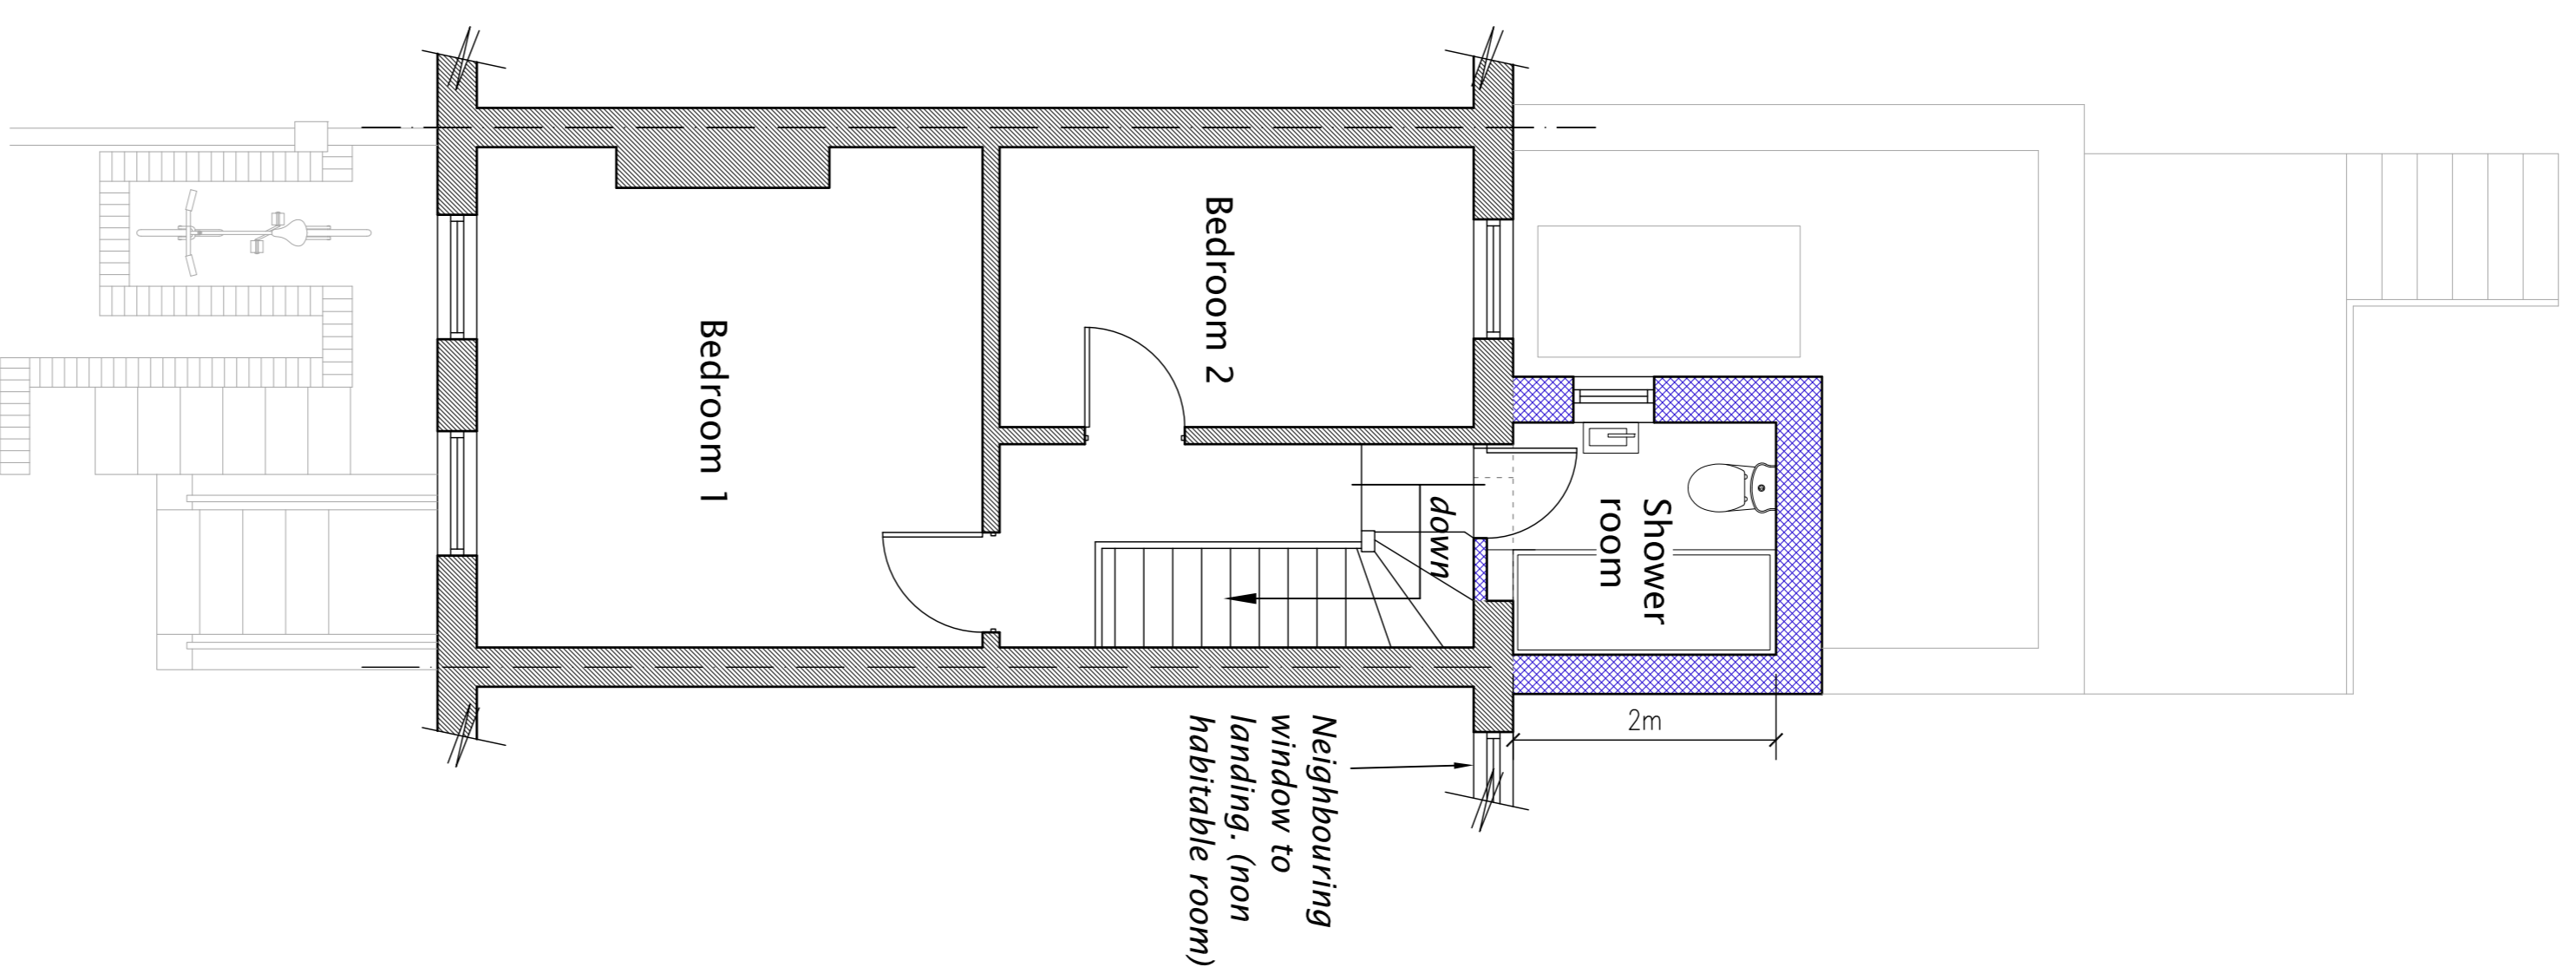 Bedroom 1
Bedroom 2
down
Shower
room
2m
Neighbouring
window to
landing. (non
habitable room)